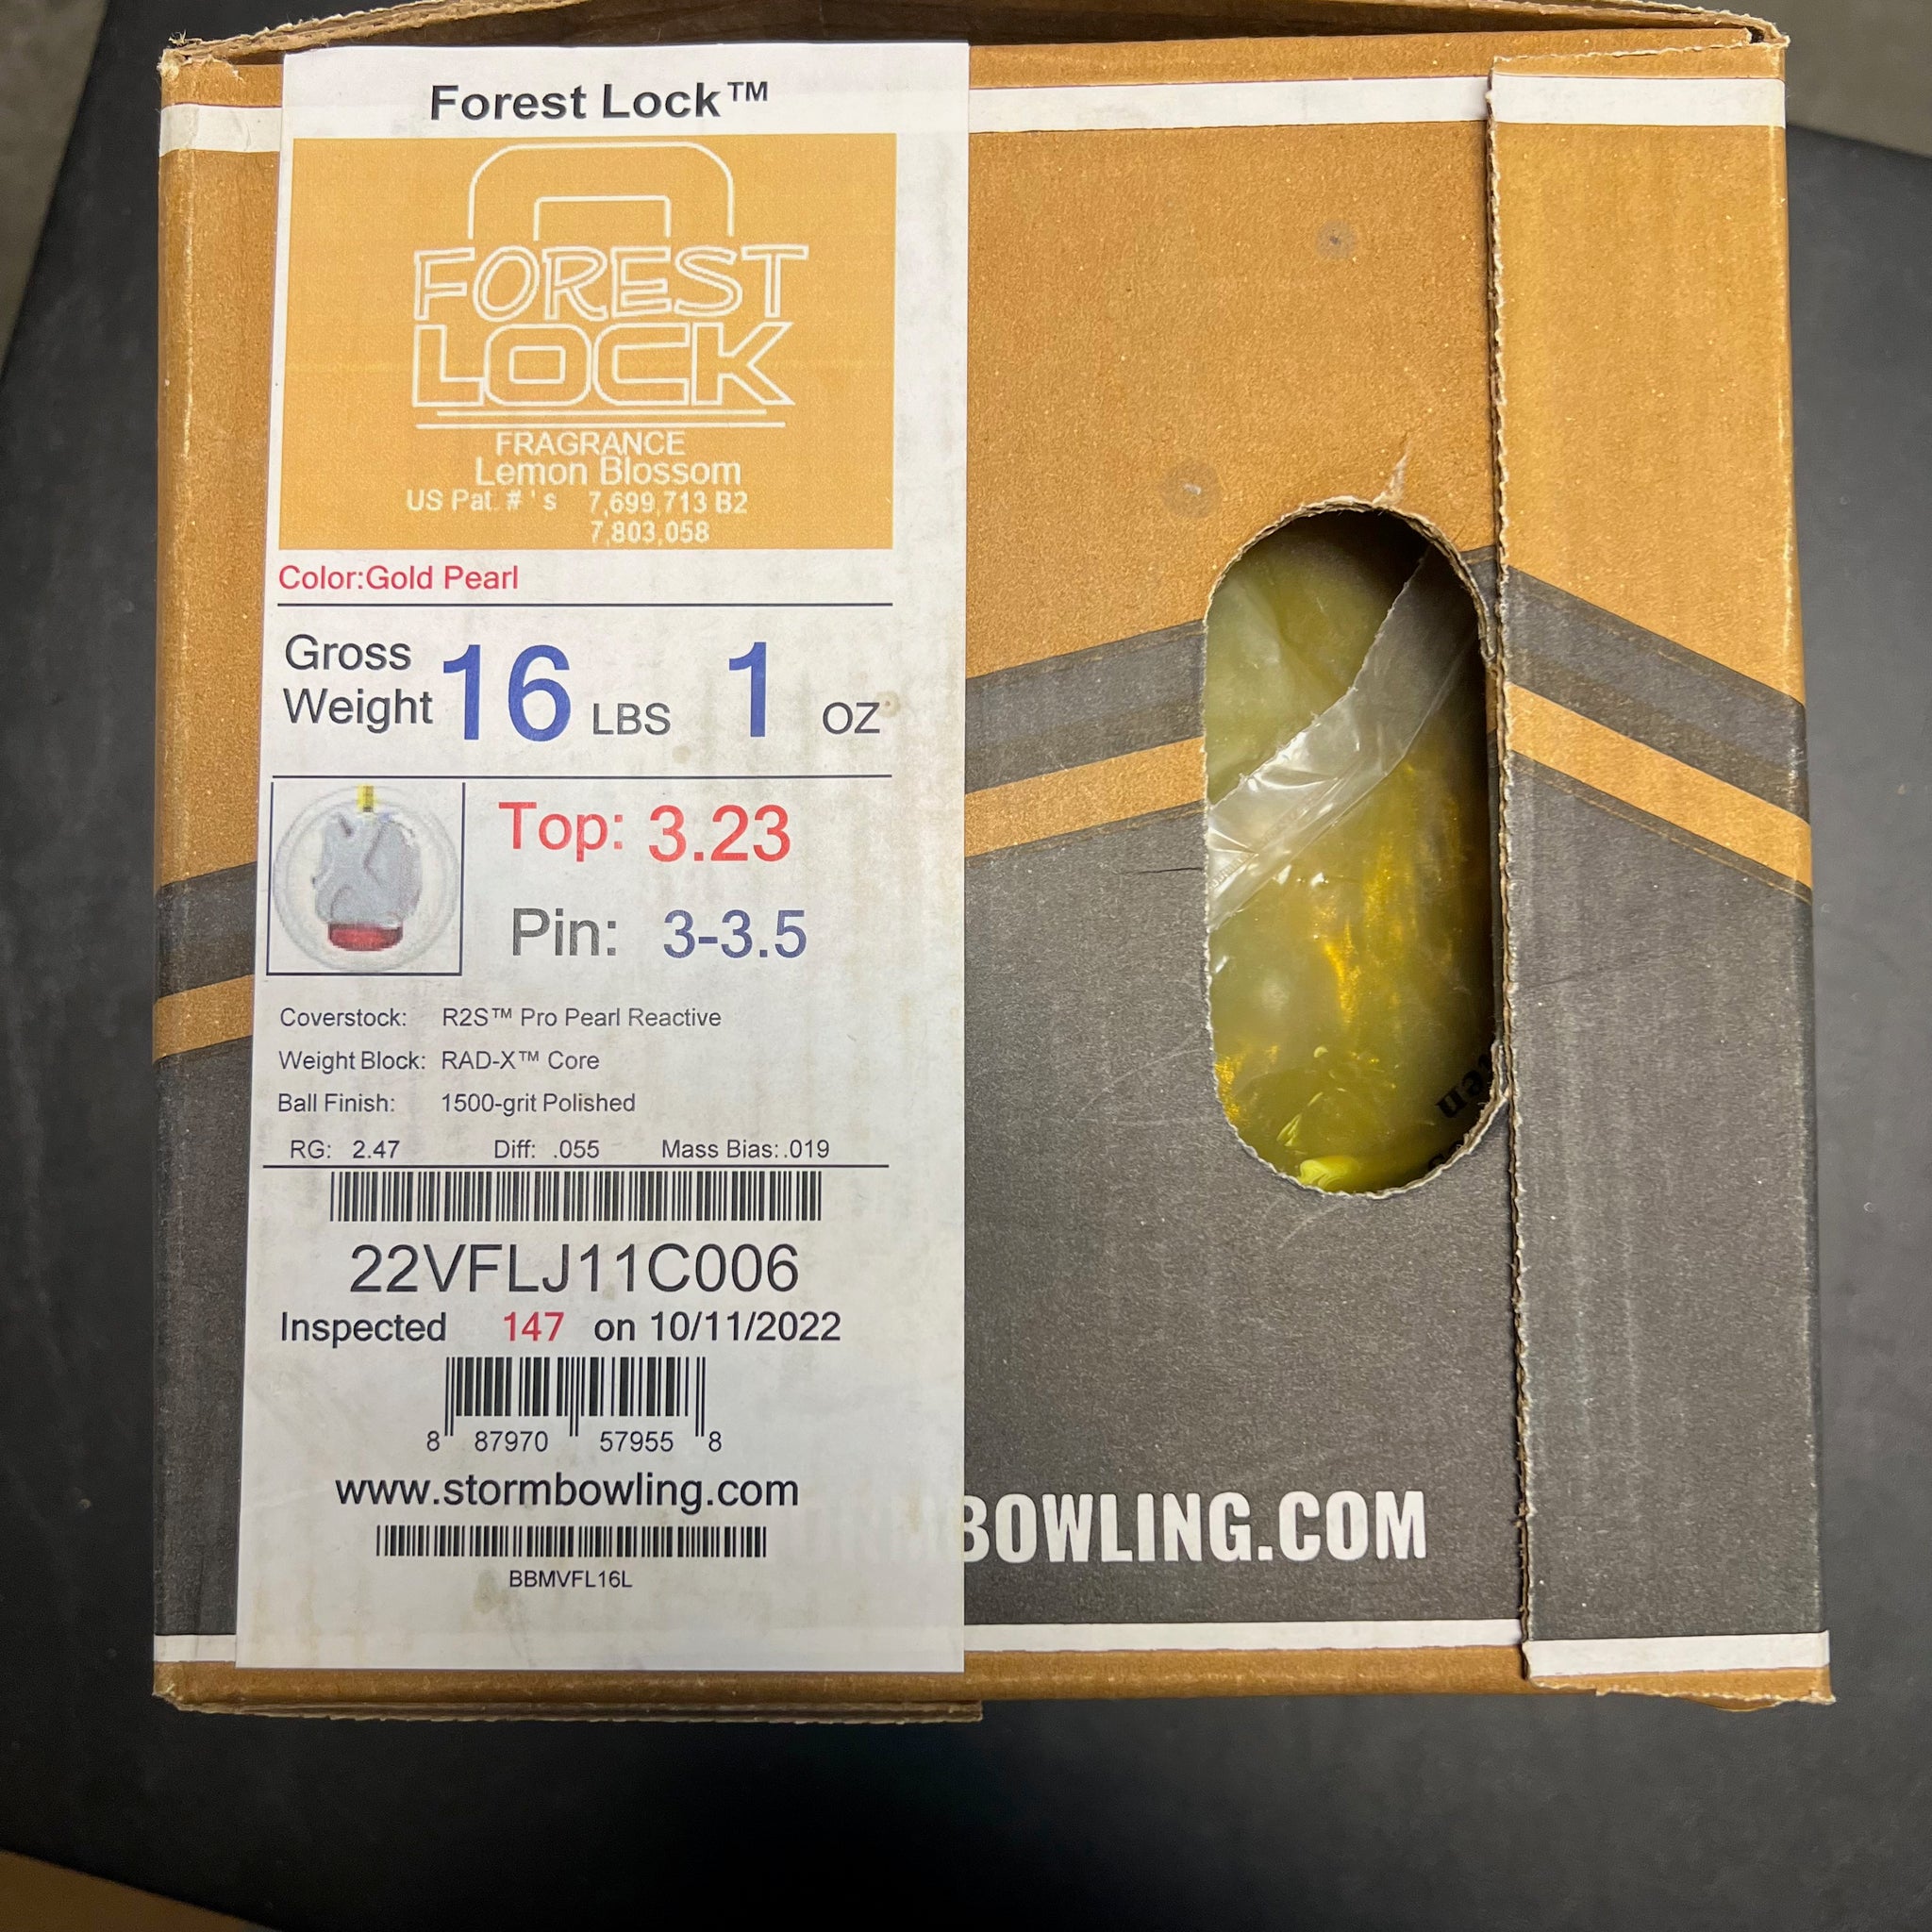 Forest Lock™
FOREST
LOCK
FRAGRANCE
Lemon Blossom
US Pat. # ' s 7,699,713 B2
7,803,058
Color:Gold Pearl
Gross
Weight 16 LBS 1 OZ
Top: 3.23
Pin: 3-3.5
Coverstock: R2S™ Pro Pearl Reactive
Weight Block: RAD-X™ Core
Ball Finish: 1500-grit Polished
RG: 2.47 Diff: .055 Mass Bias: .019
22VFLJ11C006
Inspected 147 on 10/11/2022
8 87970 57955 8
www.stormbowling.com
BBMVFL16L
BOWLING.COM